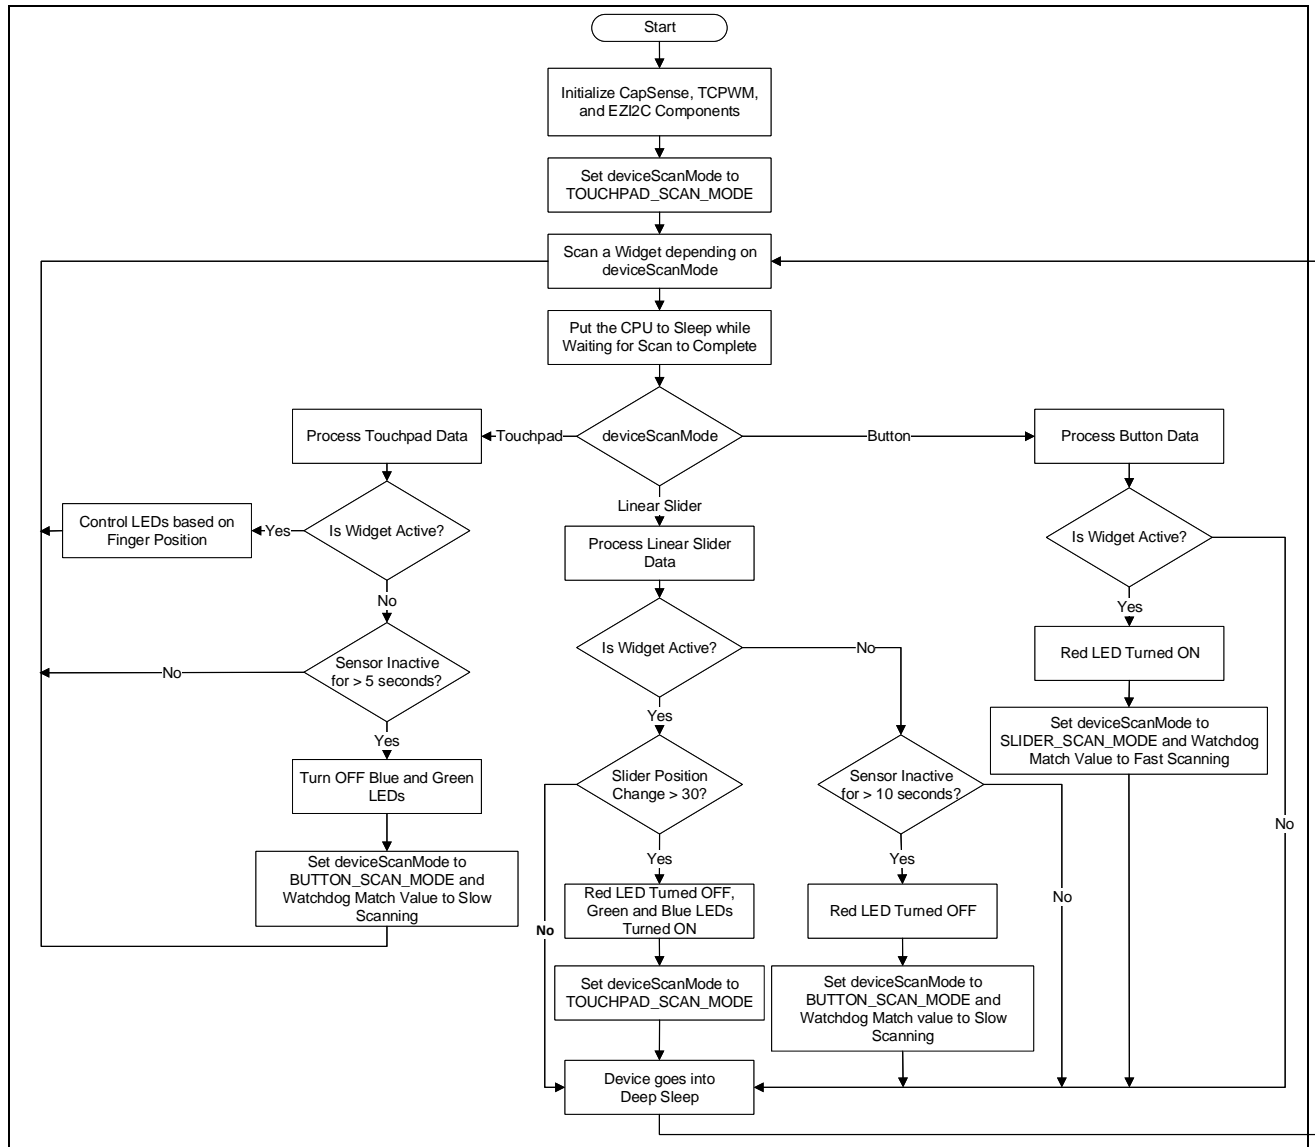 Start
Initialize CapSense, TCPWM,
and EZI2C Components
Set deviceScanMode to
TOUCHPAD_SCAN_MODE
Scan a Widget depending on
deviceScanMode
Put the CPU to Sleep while
Waiting for Scan to Complete
Process Touchpad Data
Touchpad
deviceScanMode
Button
Process Button Data
Linear Slider
Control LEDs based on
Finger Position
Yes
Is Widget Active?
Process Linear Slider
Data
Is Widget Active?
No
Yes
Is Widget Active?
No
Red LED Turned ON
No
Sensor Inactive
for > 5 seconds?
Yes
Set deviceScanMode to
SLIDER_SCAN_MODE and Watchdog
Match Value to Fast Scanning
Yes
Turn OFF Blue and Green
LEDs
Slider Position
Change > 30?
Sensor Inactive
for > 10 seconds?
No
Yes
Yes
Set deviceScanMode to
BUTTON_SCAN_MODE and
Watchdog Match Value to Slow
Scanning
Red LED Turned OFF,
Green and Blue LEDs
Turned ON
Red LED Turned OFF
No
No
Set deviceScanMode to
TOUCHPAD_SCAN_MODE
Set deviceScanMode to
BUTTON_SCAN_MODE and
Watchdog Match value to Slow
Scanning
Device goes into
Deep Sleep